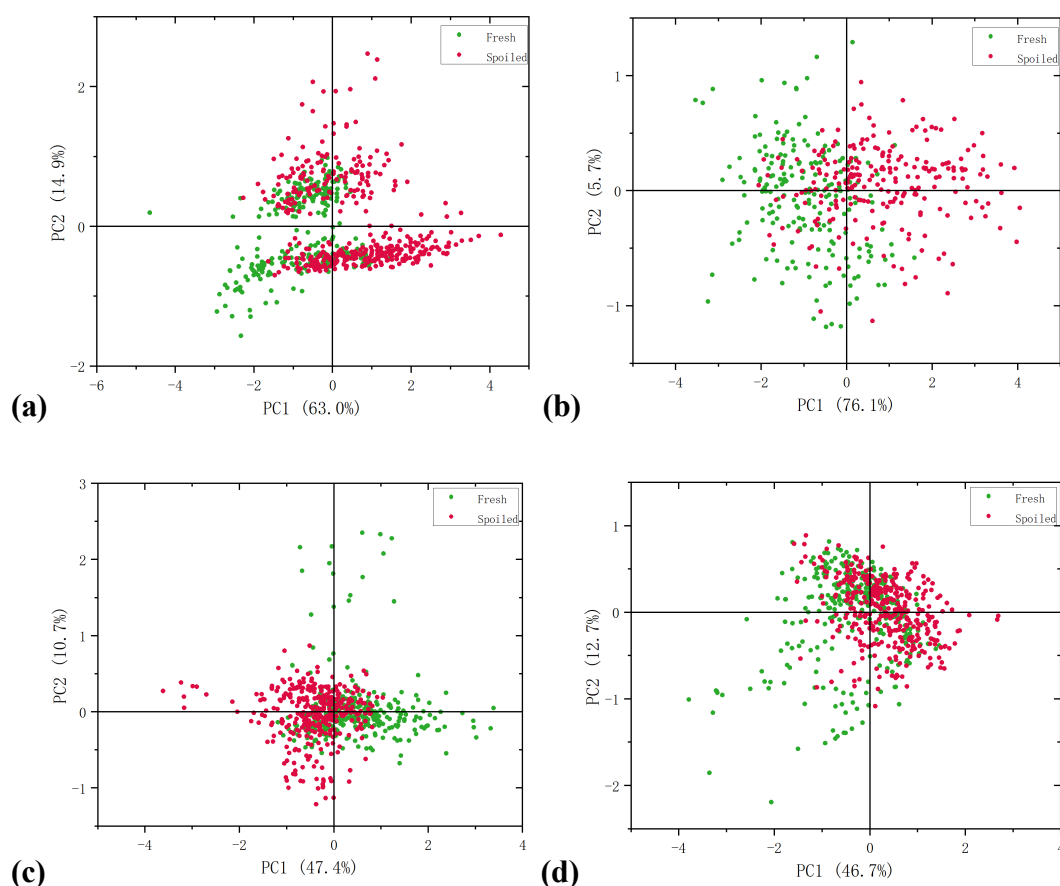 Fresh
Spoiled
2
0
-2
PC2 (14.9%)
-6
-4
-2
0
2
4
PC1 (63.0%)
(a)
Fresh
Spoiled
1
0
-1
PC2 (5.7%)
-4
-2
0
2
4
PC1 (76.1%)
(b)
Fresh
Spoiled
3
2
1
0
-1
PC2 (10.7%)
-4
-2
0
2
4
PC1 (47.4%)
(c)
Fresh
Spoiled
1
0
-1
-2
PC2 (12.7%)
-4
-2
0
2
4
PC1 (46.7%)
(d)